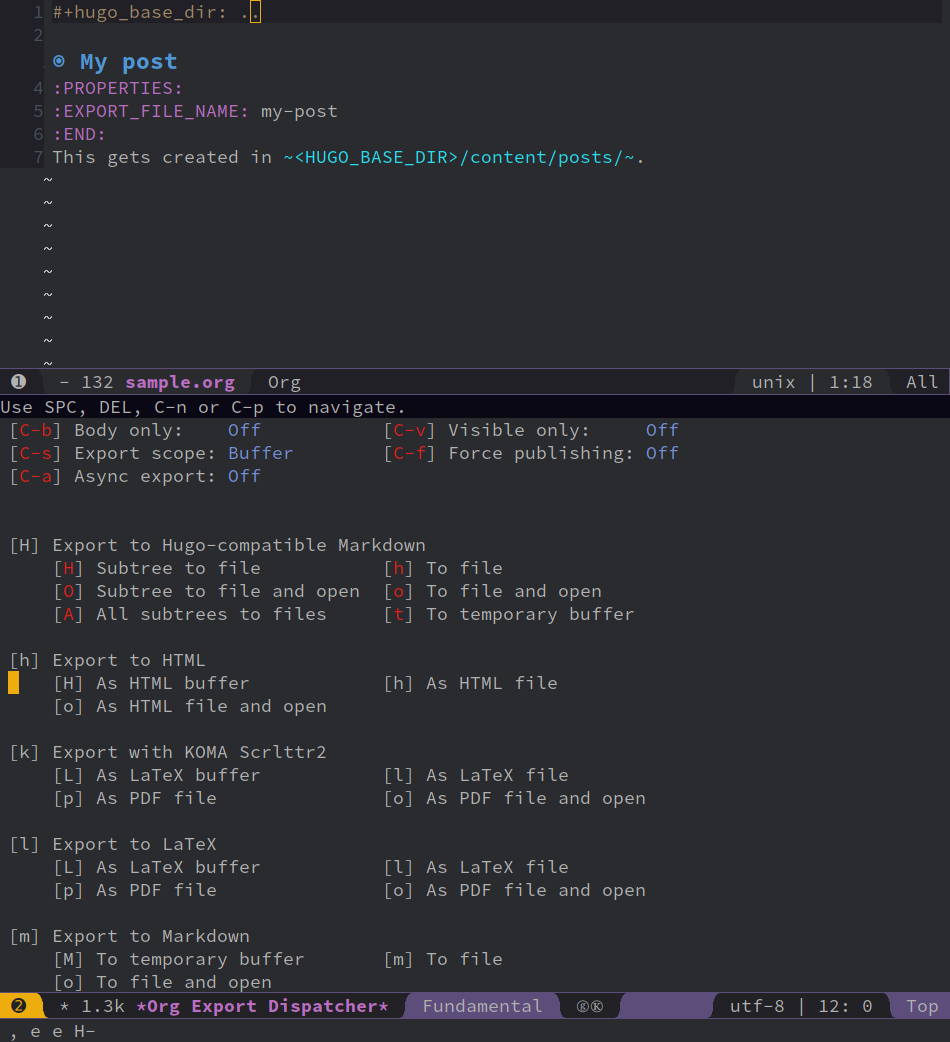 1 #+hugo_base_dir: ..
2
◉ My post
4 :PROPERTIES:
5 :EXPORT_FILE_NAME: my-post
6 :END:
7 This gets created in ~<HUGO_BASE_DIR>/content/posts/~.
~
~
~
~
~
~
~
~
~
❶ - 132 sample.org Org unix | 1:18 All
Use SPC, DEL, C-n or C-p to navigate.
[C-b] Body only: Off [C-v] Visible only: Off
[C-s] Export scope: Buffer [C-f] Force publishing: Off
[C-a] Async export: Off
[H] Export to Hugo-compatible Markdown
[H] Subtree to file [h] To file
[O] Subtree to file and open [o] To file and open
[A] All subtrees to files [t] To temporary buffer
[h] Export to HTML
[H] As HTML buffer [h] As HTML file
[o] As HTML file and open
[k] Export with KOMA Scrlttr2
[L] As LaTeX buffer [l] As LaTeX file
[p] As PDF file [o] As PDF file and open
[l] Export to LaTeX
[L] As LaTeX buffer [l] As LaTeX file
[p] As PDF file [o] As PDF file and open
[m] Export to Markdown
[M] To temporary buffer [m] To file
[o] To file and open
❷ * 1.3k *Org Export Dispatcher* Fundamental ⓖⓀ utf-8 | 12: 0 Top
, e e H-